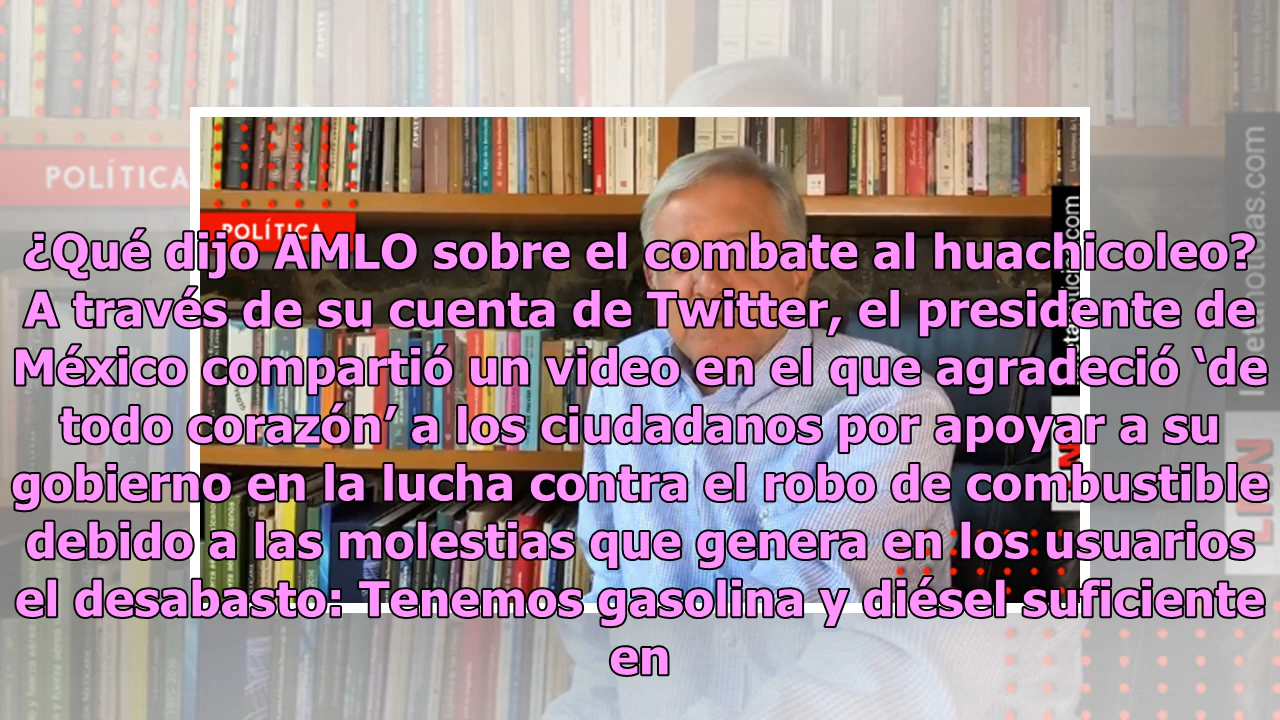 POLÍTICA
POLÍTICA
¿Qué dijo AMLO sobre el combate al huachicoleo?
A través de su cuenta de Twitter, el presidente de
México compartió un video en el que agradeció ‘de
todo corazón’ a los ciudadanos por apoyar a su
gobierno en la lucha contra el robo de combustible
debido a las molestias que genera en los usuarios
el desabasto: Tenemos gasolina y diésel suficiente
en